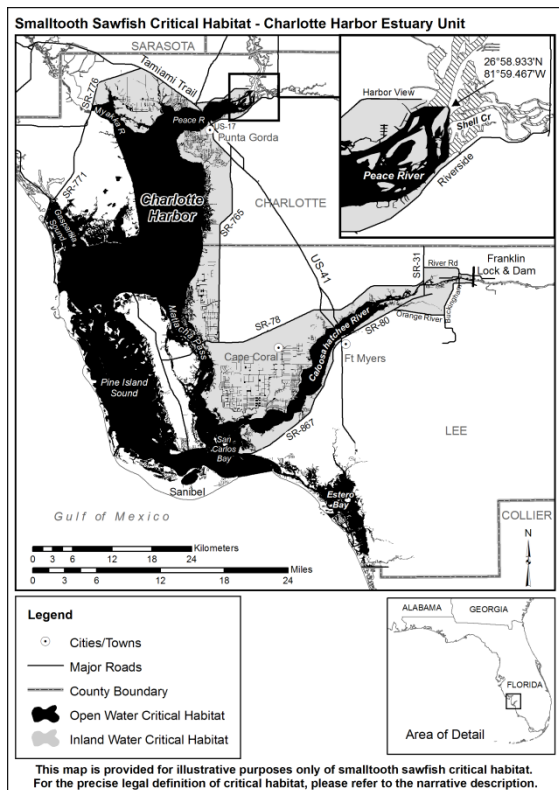 Smalltooth Sawfish Critical Habitat - Charlotte Harbor Estuary Unit
SARASOTA
Tamiami Trail
SR-776
Myakka R
Peace R
US-17
Punta Gorda
26°58.933'N
81°59.467'W
Harbor View
Shell Cr
Peace River
Riverside
SR-771
Gasparilla
Sound
Charlotte
Harbor
CHARLOTTE
SR-765
US-41
SR-31
River Rd
Franklin
Lock & Dam
Matlacha Pass
SR-78
SR-80
Orange River
Buckingham
Cape Coral
Caloosahatchee River
Ft Myers
Pine Island
Sound
SR-867
LEE
San
Carlos
Bay
Sanibel
Estero
Bay
Gulf of Mexico
COLLIER
N
Kilometers
0 3 6 12 18 24
Miles
0 3 6 12 18 24
Legend
Cities/Towns
Major Roads
County Boundary
Open Water Critical Habitat
Inland Water Critical Habitat
ALABAMA
GEORGIA
FLORIDA
Area of Detail
This map is provided for illustrative purposes only of smalltooth sawfish critical habitat.
For the precise legal definition of critical habitat, please refer to the narrative description.